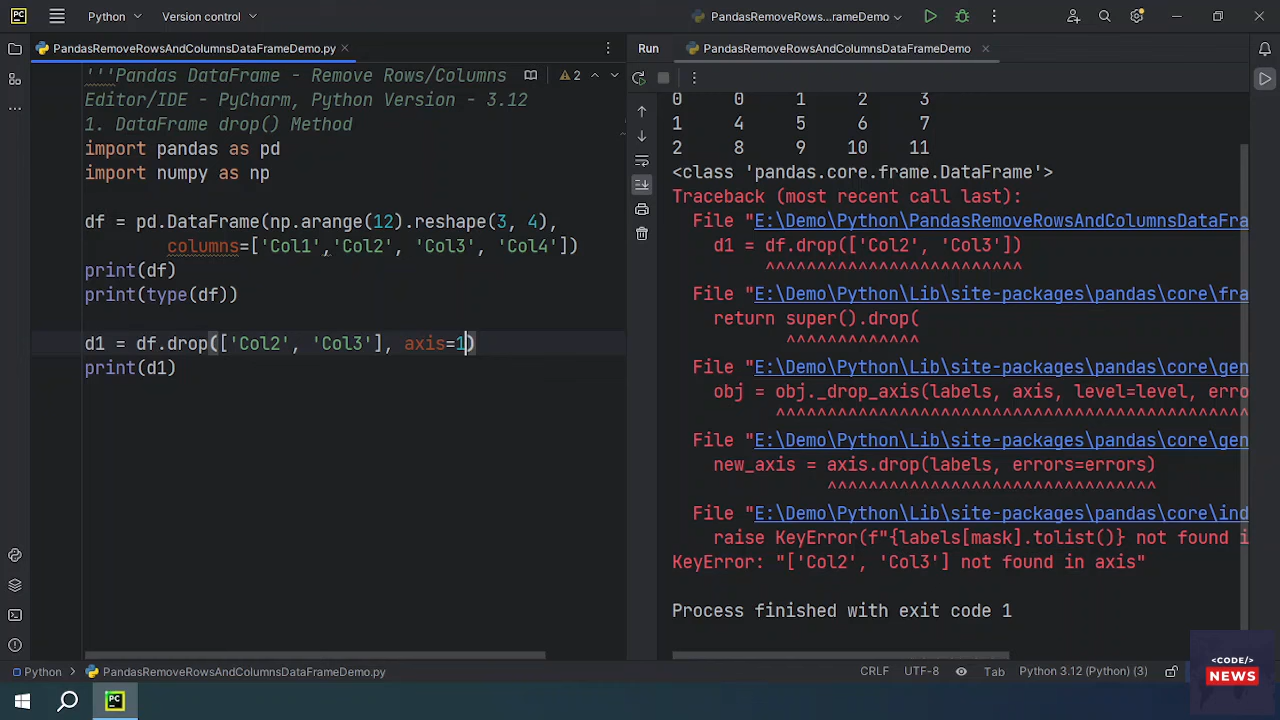 PC
Python
Version control
PandasRemoveRows...rameDemo
PandasRemoveRowsAndColumnsDataFrameDemo.py
'''Pandas DataFrame - Remove Rows/Columns
2
Editor/IDE - PyCharm, Python Version - 3.12
1. DataFrame drop() Method
import pandas as pd
import numpy as np
df = pd.DataFrame(np.arange(12).reshape(3, 4),
columns=['Col1','Col2', 'Col3', 'Col4'])
print(df)
print(type(df))
d1 = df.drop(['Col2', 'Col3'], axis=1)
print(d1)
Run
PandasRemoveRowsAndColumnsDataFrameDemo
0 0 1 2 3
1 4 5 6 7
2 8 9 10 11
<class 'pandas.core.frame.DataFrame'>
Traceback (most recent call last):
File "E:\Demo\Python\PandasRemoveRowsAndColumnsDataFra
d1 = df.drop(['Col2', 'Col3'])
^^^^^^^^^^^^^^^^^^^^^^^^^
File "E:\Demo\Python\Lib\site-packages\pandas\core\fra
return super().drop(
^^^^^^^^^^^^^
File "E:\Demo\Python\Lib\site-packages\pandas\core\gen
obj = obj._drop_axis(labels, axis, level=level, erro
^^^^^^^^^^^^^^^^^^^^^^^^^^^^^^^^^^^^^^^^^^^^^^
File "E:\Demo\Python\Lib\site-packages\pandas\core\gen
new_axis = axis.drop(labels, errors=errors)
^^^^^^^^^^^^^^^^^^^^^^^^^^^^^^^^
File "E:\Demo\Python\Lib\site-packages\pandas\core\ind
raise KeyError(f"{labels[mask].tolist()} not found i
KeyError: "['Col2', 'Col3'] not found in axis"
Process finished with exit code 1
Python
PandasRemoveRowsAndColumnsDataFrameDemo.py
CRLF
UTF-8
Tab
Python 3.12 (Python) (3)
PC
<CODE/>
NEWS